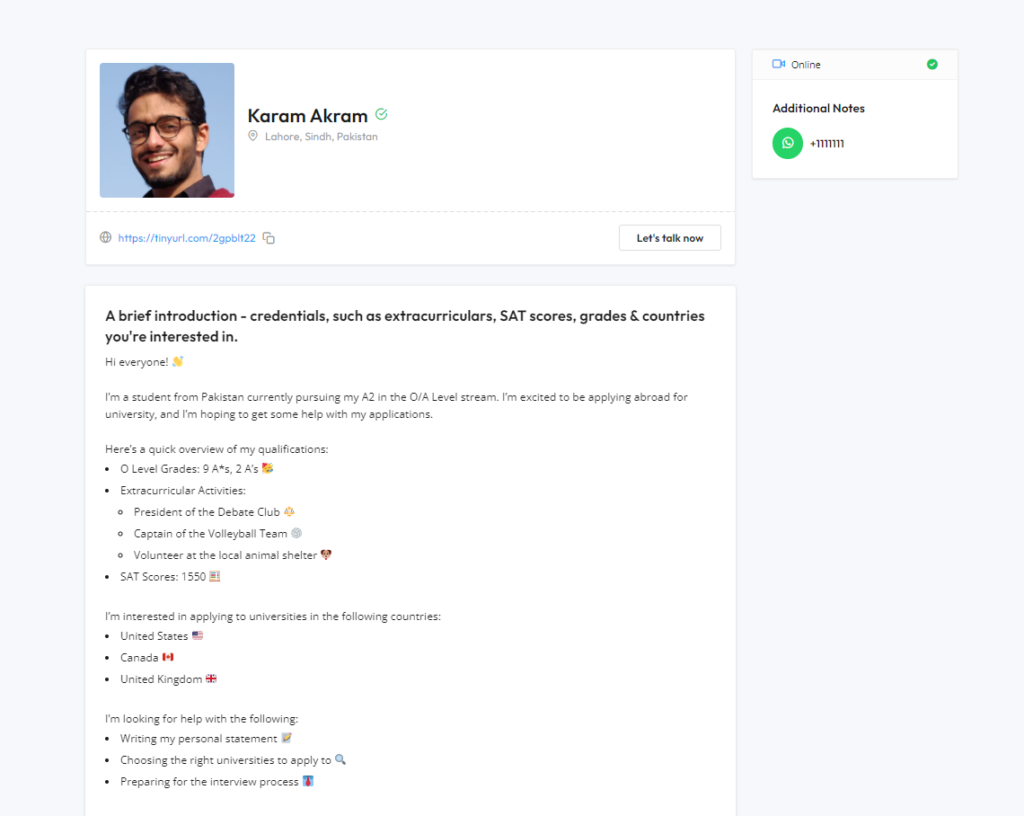 Karam Akram
Lahore, Sindh, Pakistan
https://tinyurl.com/2gpblt22
Let's talk now
Online
Additional Notes
+1111111
A brief introduction - credentials, such as extracurriculars, SAT scores, grades & countries
you're interested in.
Hi everyone! 👋
I'm a student from Pakistan currently pursuing my A2 in the O/A Level stream. I'm excited to be applying abroad for
university, and I'm hoping to get some help with my applications.
Here's a quick overview of my qualifications:
• O Level Grades: 9 A*s, 2 A's 🥳
• Extracurricular Activities:
◦ President of the Debate Club ⚖️
◦ Captain of the Volleyball Team 🏐
◦ Volunteer at the local animal shelter 🐶
• SAT Scores: 1550 🧮
I'm interested in applying to universities in the following countries:
• United States 🇺🇸
• Canada 🇨🇦
• United Kingdom 🇬🇧
I'm looking for help with the following:
• Writing my personal statement 📝
• Choosing the right universities to apply to 🔍
• Preparing for the interview process 👔